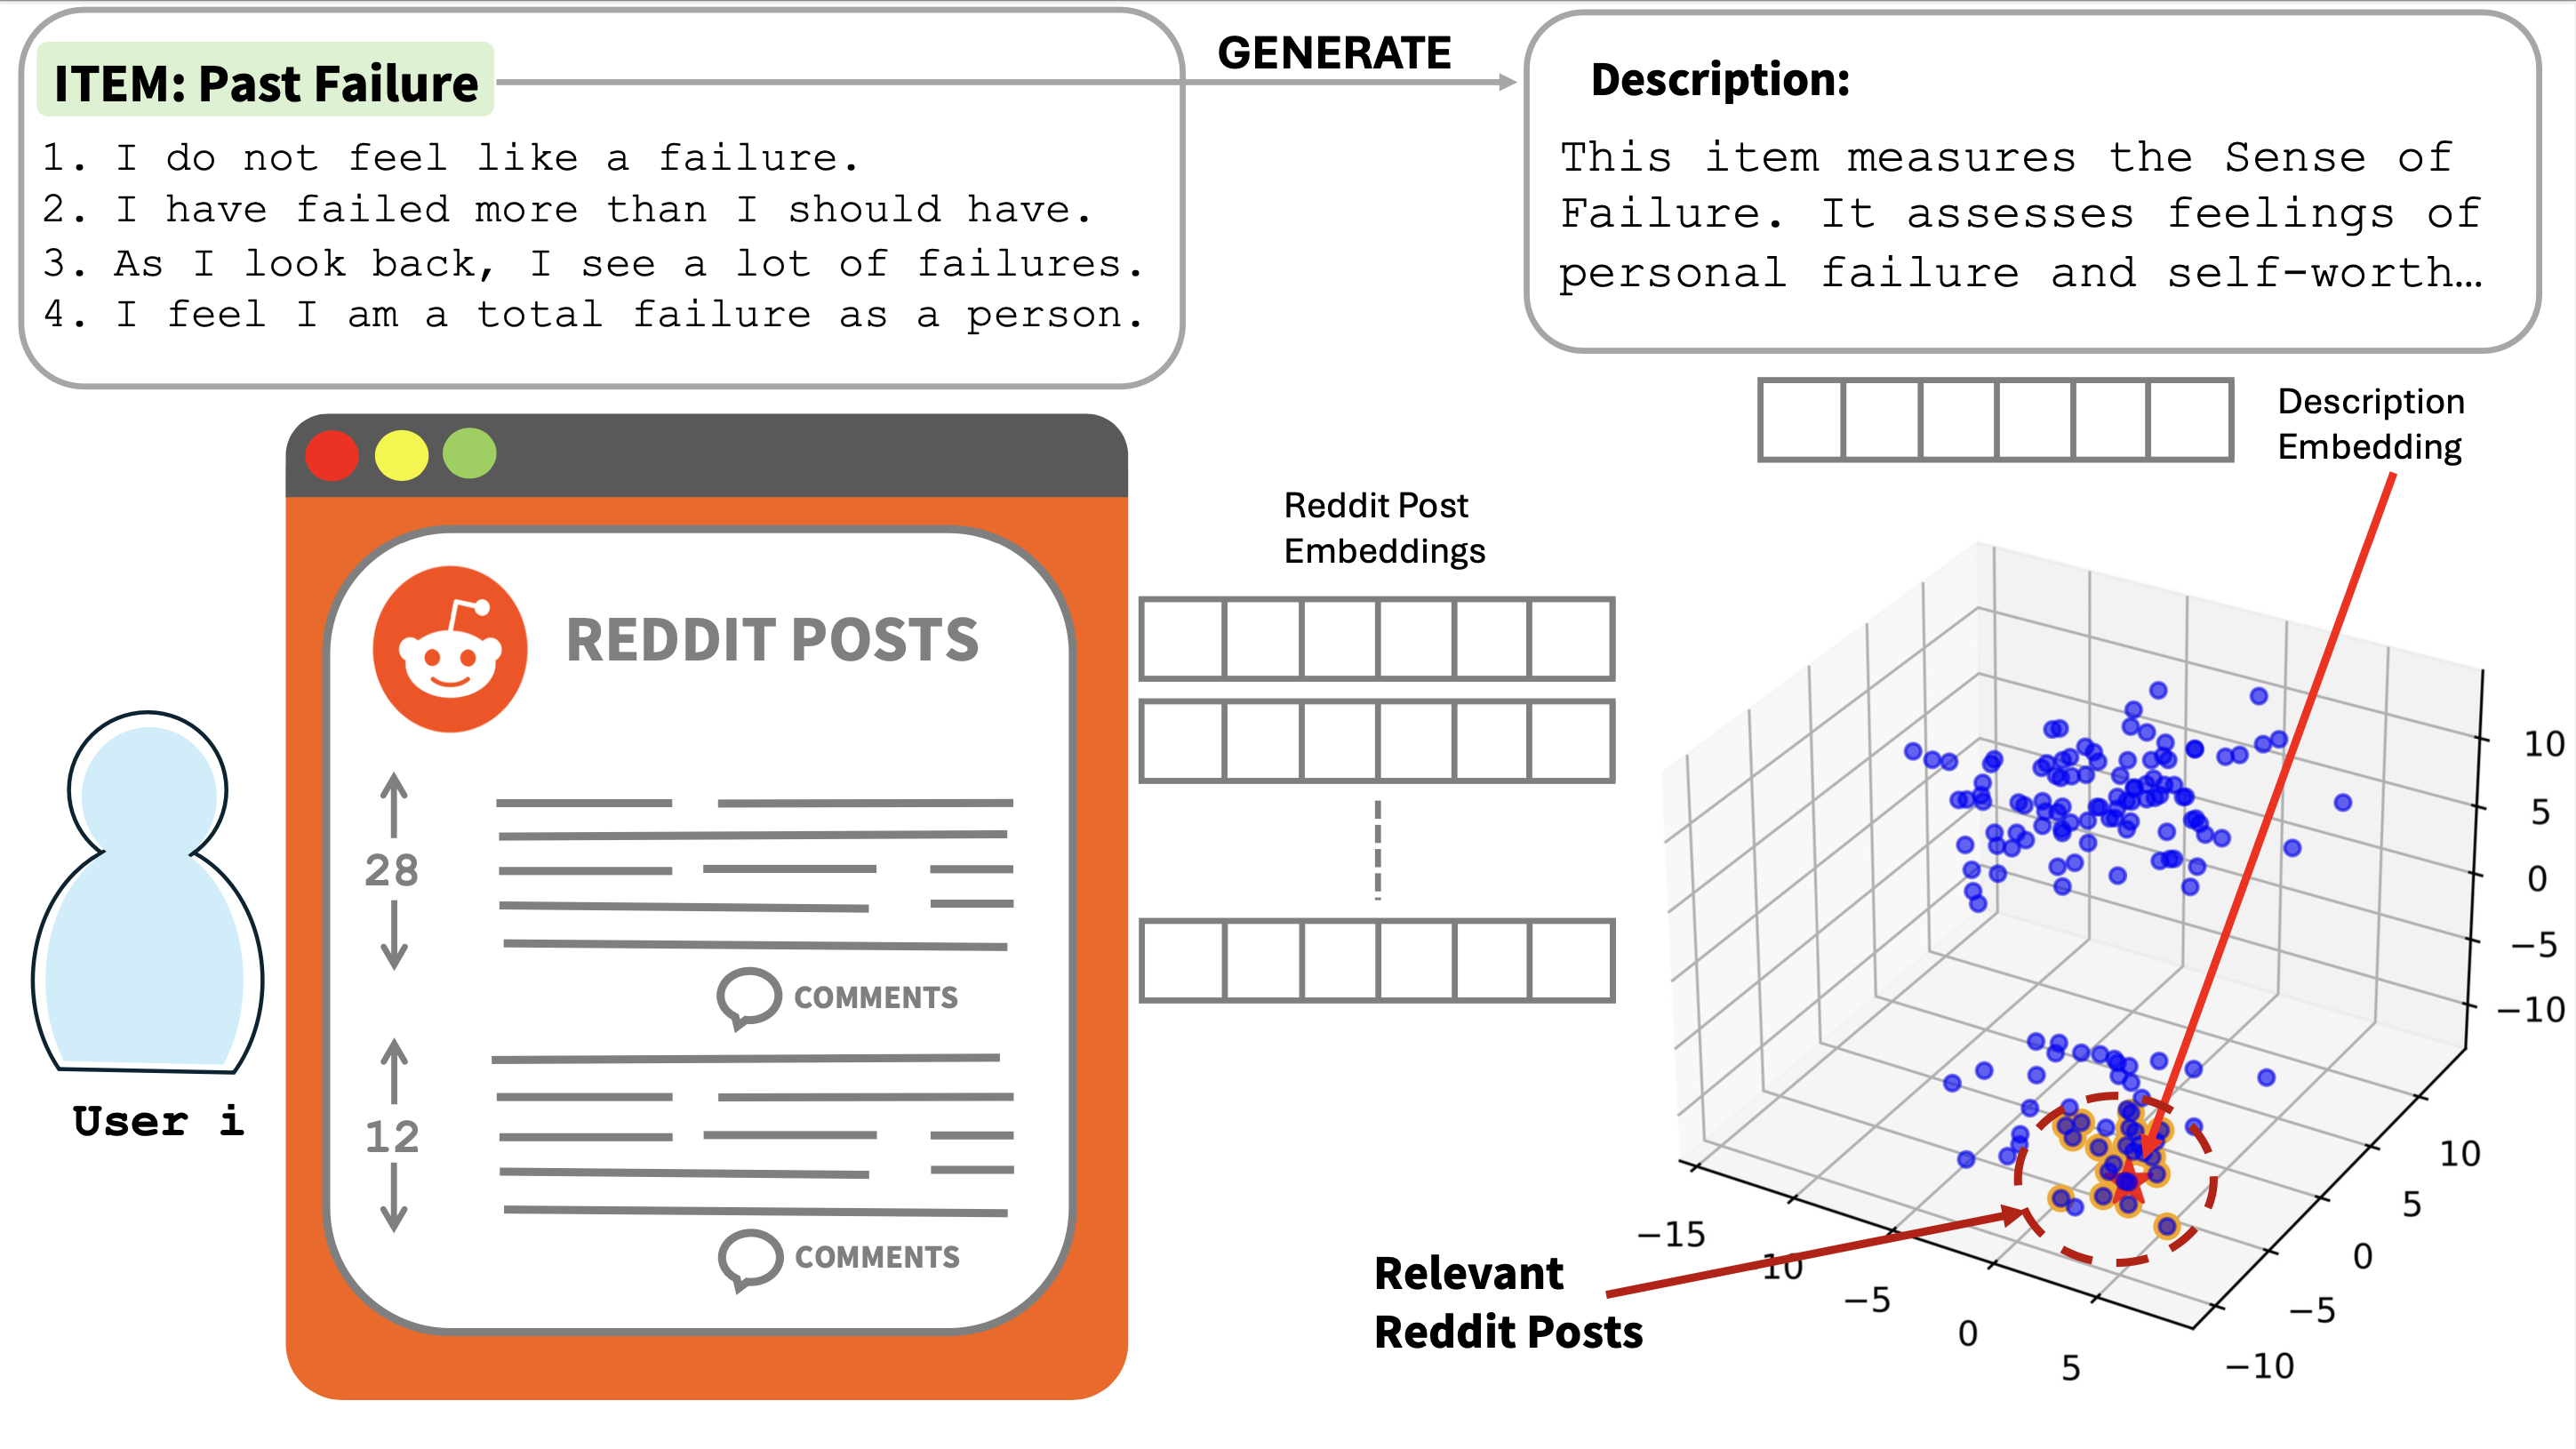 ITEM: Past Failure
1. I do not feel like a failure.
2. I have failed more than I should have.
3. As I look back, I see a lot of failures.
4. I feel I am a total failure as a person.
GENERATE
Description:
This item measures the Sense of
Failure. It assesses feelings of
personal failure and self-worth…
Description
Embedding
Reddit Post
Embeddings
REDDIT POSTS
28
COMMENTS
12
COMMENTS
User i
Relevant
Reddit Posts
10
5
0
−5
−10
10
5
0
−5
−10
−15
10
−5
0
5